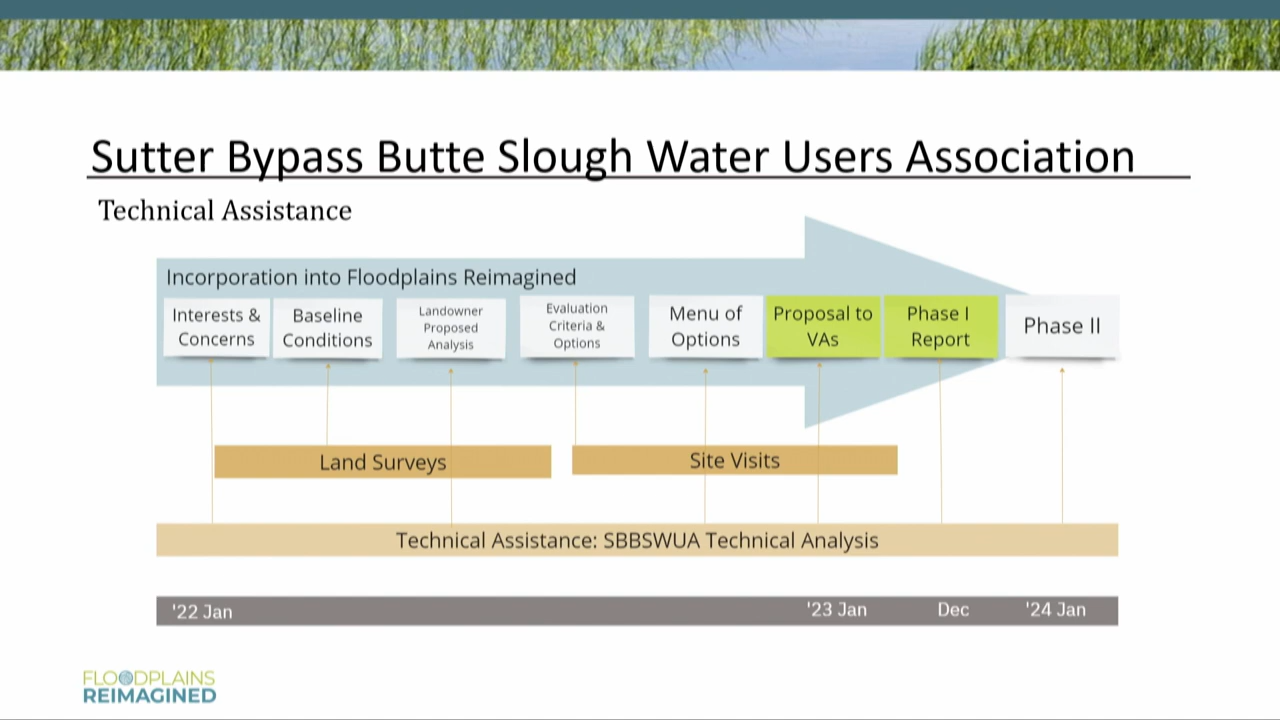 Sutter Bypass Butte Slough Water Users Association
Technical Assistance
Incorporation into Floodplains Reimagined
Interests &
Concerns
Baseline
Conditions
Landowner
Proposed
Analysis
Evaluation
Criteria &
Options
Menu of
Options
Proposal to
VAs
Phase I
Report
Phase II
Land Surveys
Site Visits
Technical Assistance: SBBSWUA Technical Analysis
'22 Jan
'23 Jan
Dec
'24 Jan
FLOODPLAINS
REIMAGINED